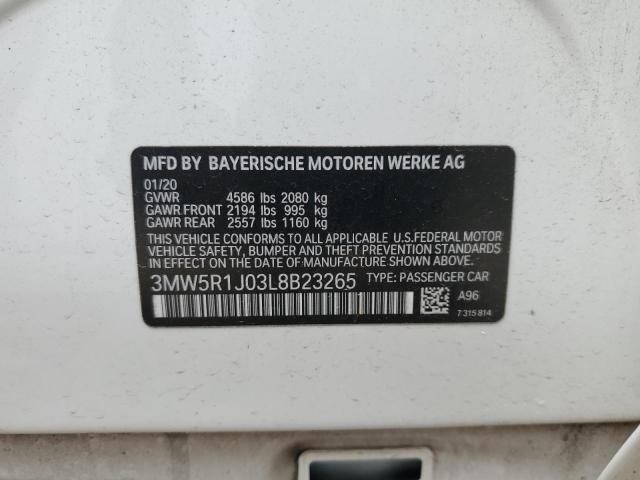 MFD BY BAYERISCHE MOTOREN WERKE AG
01/20
GVWR 4586 lbs 2080 kg
GAWR FRONT 2194 lbs 995 kg
GAWR REAR 2557 lbs 1160 kg
THIS VEHICLE CONFORMS TO ALL APPLICABLE U.S.FEDERAL MOTOR
VEHICLE SAFETY, BUMPER AND THEFT PREVENTION STANDARDS
IN EFFECT ON THE DATE OF MANUFACTURE SHOWN ABOVE.
3MW5R1J03L8B23265 TYPE: PASSENGER CAR
A96
7 315 814